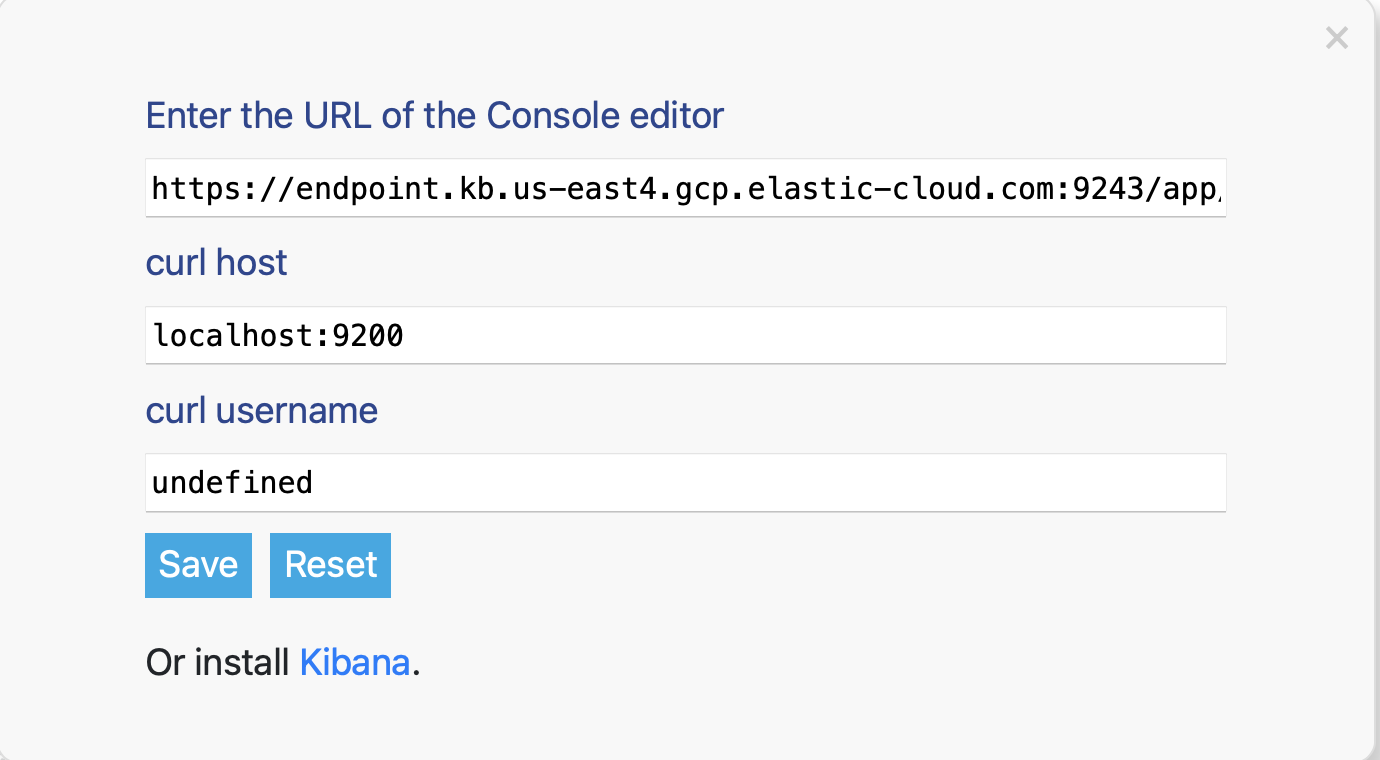 Enter the URL of the Console editor
https://endpoint.kb.us-east4.gcp.elastic-cloud.com:9243/app/
curl host
localhost:9200
curl username
undefined
Save Reset
Or install Kibana.